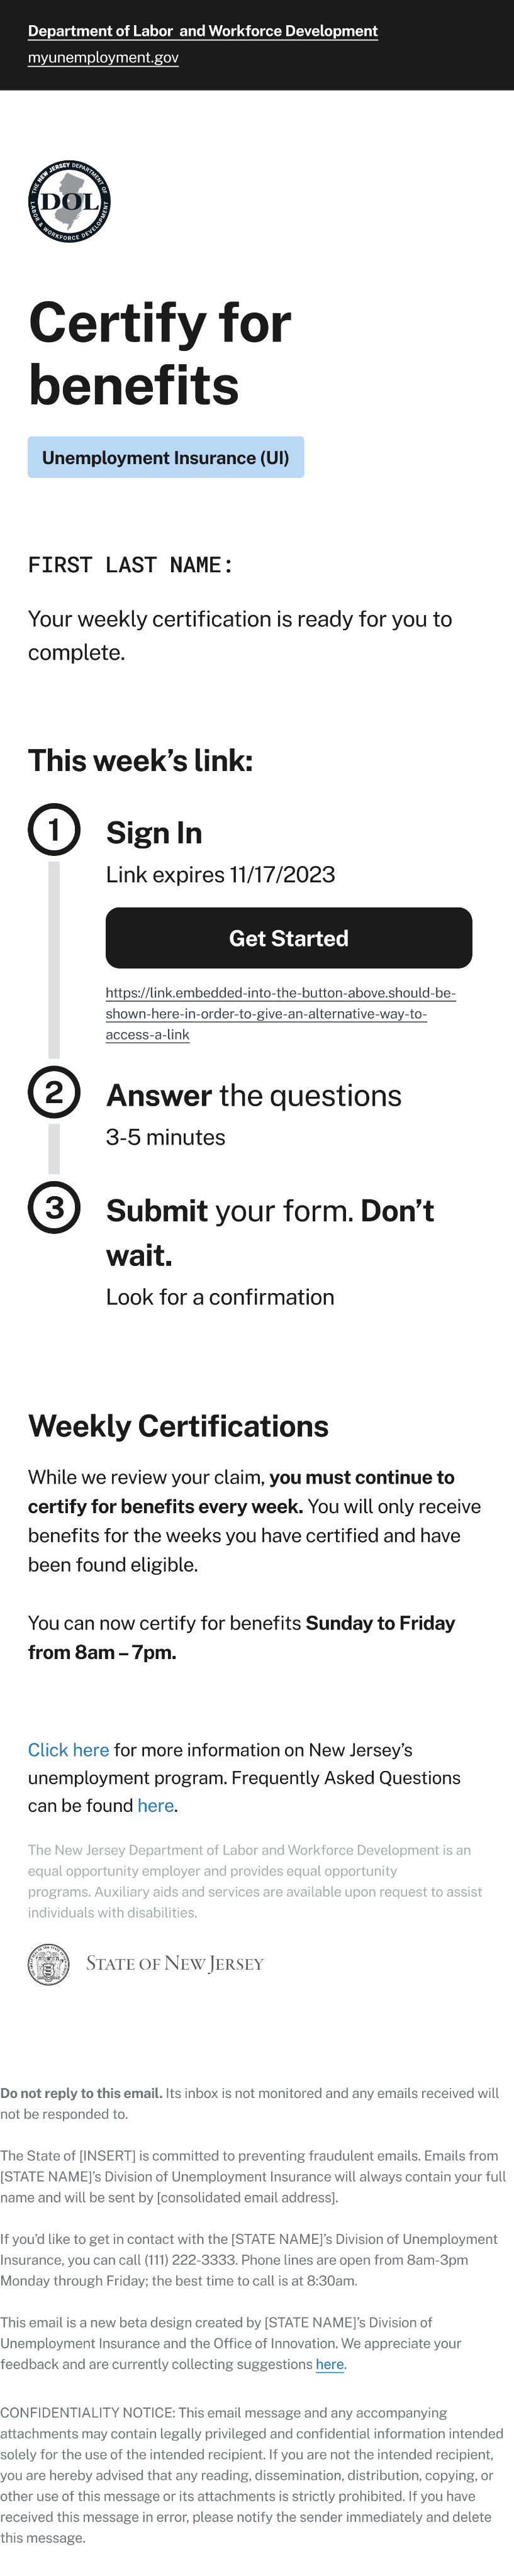 Department of Labor and Workforce Development
myunemployment.gov
THE NEW JERSEY DEPARTMENT OF
DOL
LABOR & WORKFORCE DEVELOPMENT
Certify for
benefits
Unemployment Insurance (UI)
FIRST LAST NAME:
Your weekly certification is ready for you to
complete.
This week’s link:
1
Sign In
Link expires 11/17/2023
Get Started
https://link.embedded-into-the-button-above.should-be-
shown-here-in-order-to-give-an-alternative-way-to-
access-a-link
2
Answer the questions
3-5 minutes
3
Submit your form. Don’t
wait.
Look for a confirmation
Weekly Certifications
While we review your claim, you must continue to
certify for benefits every week. You will only receive
benefits for the weeks you have certified and have
been found eligible.
You can now certify for benefits Sunday to Friday
from 8am – 7pm.
Click here for more information on New Jersey’s
unemployment program. Frequently Asked Questions
can be found here.
The New Jersey Department of Labor and Workforce Development is an
equal opportunity employer and provides equal opportunity
programs. Auxiliary aids and services are available upon request to assist
individuals with disabilities.
STATE OF NEW JERSEY
Do not reply to this email. Its inbox is not monitored and any emails received will
not be responded to.
The State of [INSERT] is committed to preventing fraudulent emails. Emails from
[STATE NAME]’s Division of Unemployment Insurance will always contain your full
name and will be sent by [consolidated email address].
If you’d like to get in contact with the [STATE NAME]’s Division of Unemployment
Insurance, you can call (111) 222-3333. Phone lines are open from 8am-3pm
Monday through Friday; the best time to call is at 8:30am.
This email is a new beta design created by [STATE NAME]’s Division of
Unemployment Insurance and the Office of Innovation. We appreciate your
feedback and are currently collecting suggestions here.
CONFIDENTIALITY NOTICE: This email message and any accompanying
attachments may contain legally privileged and confidential information intended
solely for the use of the intended recipient. If you are not the intended recipient,
you are hereby advised that any reading, dissemination, distribution, copying, or
other use of this message or its attachments is strictly prohibited. If you have
received this message in error, please notify the sender immediately and delete
this message.